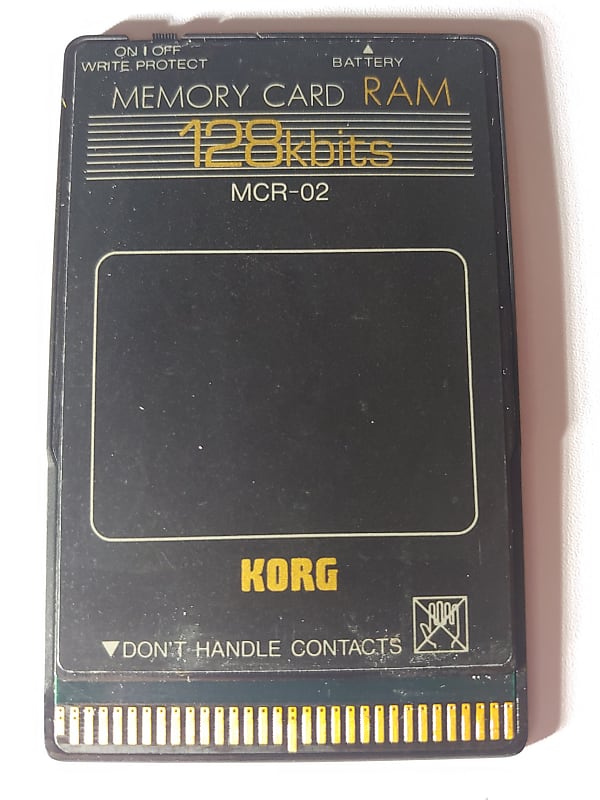 ON I OFF
WRITE PROTECT
▲
BATTERY
MEMORY CARD RAM
128kbits
MCR-02
KORG
▼DON'T HANDLE CONTACTS